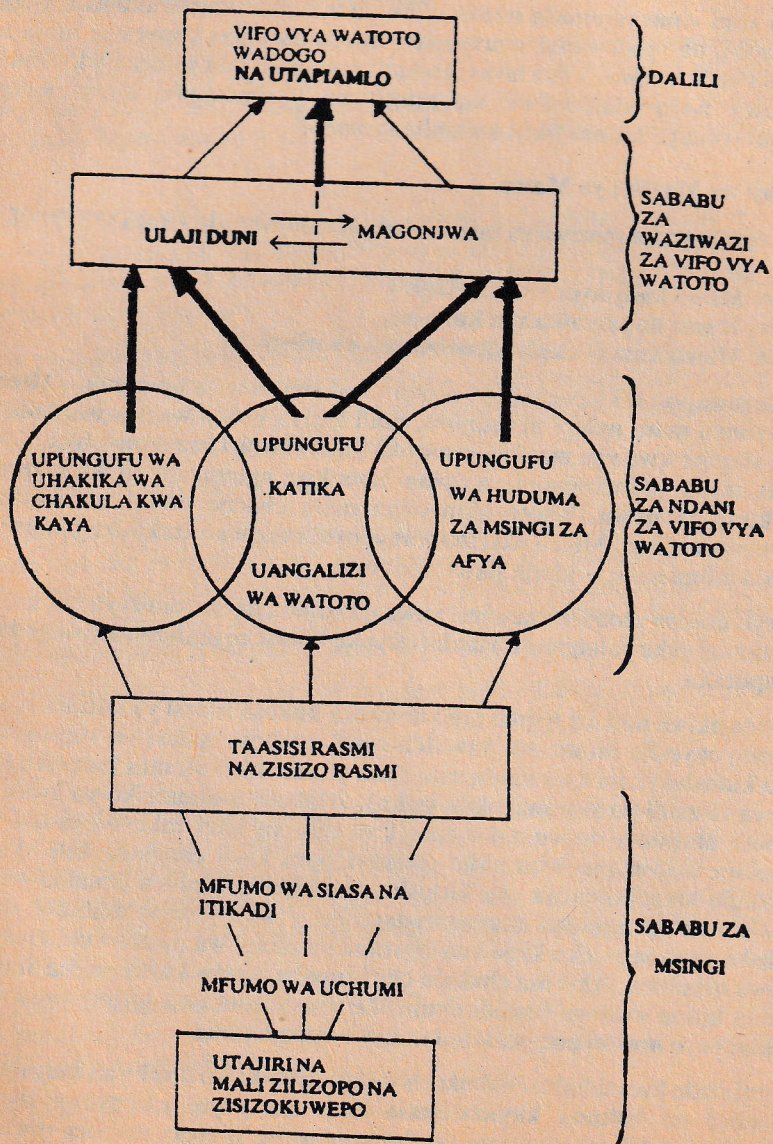 VIFO VYA WATOTO
WADOGO
NA UTAPIAMLO
DALILI
ULAJI DUNI
MAGONJWA
SABABU
ZA
WAZIWAZI
ZA VIFO VYA
WATOTO
UPUNGUFU WA
UHAKIKA WA
CHAKULA KWA
KAYA
UPUNGUFU
KATIKA
UANGALIZI
WA WATOTO
UPUNGUFU
WA HUDUMA
ZA MSINGI ZA
AFYA
SABABU
ZA NDANI
ZA VIFO VYA
WATOTO
TAASISI RASMI
NA ZISIZO RASMI
MFUMO WA SIASA NA
ITIKADI
MFUMO WA UCHUMI
UTAJIRI NA
MALI ZILIZOPO NA
ZISIZOKUWEPO
SABABU ZA
MSINGI